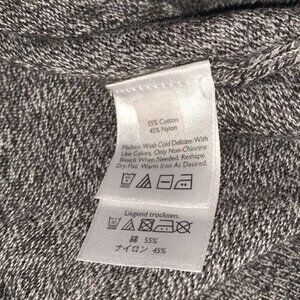 55% Cotton
45% Nylon
Machine Wash Cold Delicate With
Like Colors. Only Non-Chlorine
Bleach When Needed. Reshape.
Dry Flat. Warm Iron As Desired.
Liegend trocknen.
綿 55%
ナイロン 45%